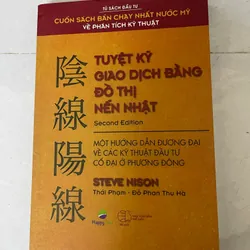 TỦ SÁCH ĐẦU TƯ
CUỐN SÁCH BÁN CHẠY NHẤT NƯỚC MỸ
VỀ PHÂN TÍCH KỸ THUẬT
陰線陽線
TUYỆT KỸ
GIAO DỊCH BẰNG
ĐỒ THỊ
NẾN NHẬT
Second Edition
MỘT HƯỚNG DẪN ĐƯƠNG ĐẠI
VỀ CÁC KỸ THUẬT ĐẦU TƯ
CỔ ĐẠI Ở PHƯƠNG ĐÔNG
STEVE NISON
Thái Phạm - Đỗ Phan Thu Hà
Happy